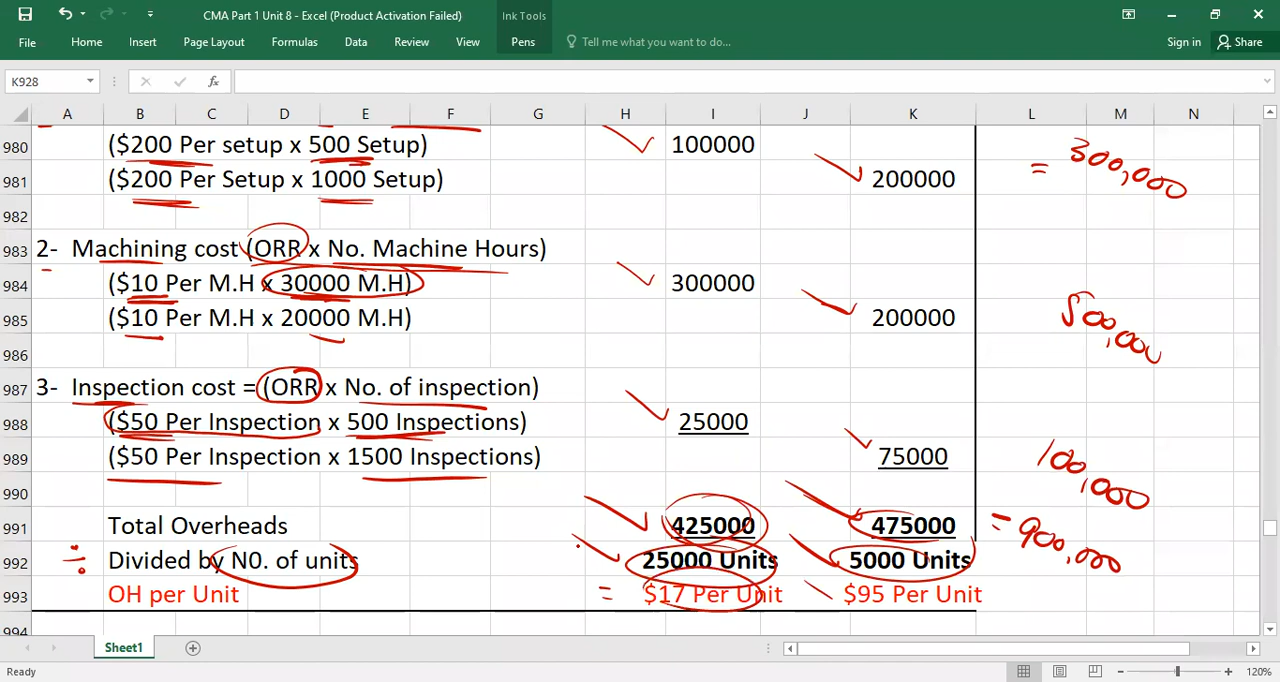 CMA Part 1 Unit 8 - Excel (Product Activation Failed)
Ink Tools
File Home Insert Page Layout Formulas Data Review View Pens Tell me what you want to do... Sign in Share
K928 fx
A B C D E F G H I J K L M N
980 ($200 Per setup x 500 Setup) 100000 = 300,000
981 ($200 Per Setup x 1000 Setup) 200000
982
983 2- Machining cost (ORR x No. Machine Hours)
984 ($10 Per M.H x 30000 M.H) 300000
985 ($10 Per M.H x 20000 M.H) 200000 500,000
986
987 3- Inspection cost = (ORR x No. of inspection)
988 ($50 Per Inspection x 500 Inspections) 25000
989 ($50 Per Inspection x 1500 Inspections) 75000 100,000
990
991 Total Overheads 425000 475000 = 900,000
992 ÷ Divided by N0. of units 25000 Units 5000 Units
993 OH per Unit = $17 Per Unit $95 Per Unit
994
Sheet1
Ready 120%